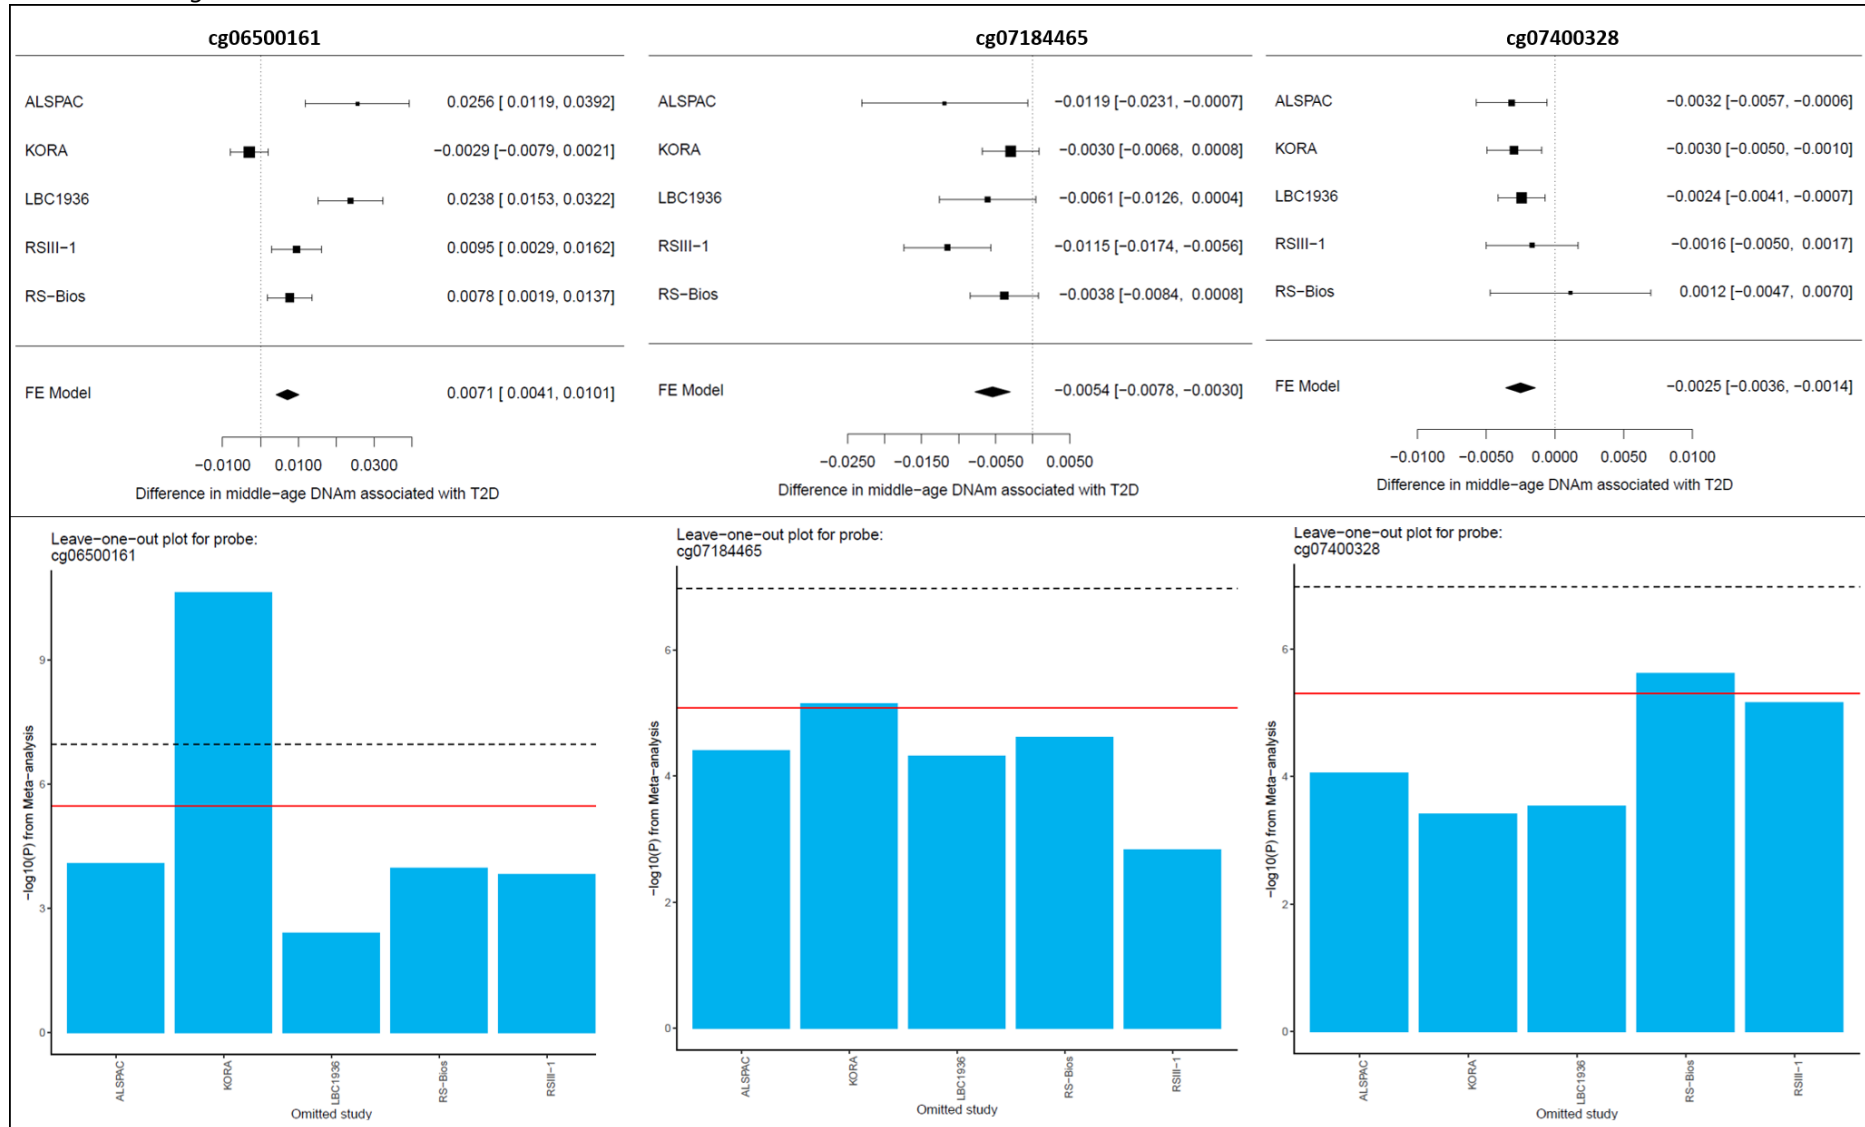 cg06500161
ALSPAC 0.0256 [ 0.0119, 0.0392]
KORA −0.0029 [−0.0079, 0.0021]
LBC1936 0.0238 [ 0.0153, 0.0322]
RSIII−1 0.0095 [ 0.0029, 0.0162]
RS−Bios 0.0078 [ 0.0019, 0.0137]
FE Model 0.0071 [ 0.0041, 0.0101]
−0.0100 0.0100 0.0300
Difference in middle−age DNAm associated with T2D
cg07184465
ALSPAC −0.0119 [−0.0231, −0.0007]
KORA −0.0030 [−0.0068, 0.0008]
LBC1936 −0.0061 [−0.0126, 0.0004]
RSIII−1 −0.0115 [−0.0174, −0.0056]
RS−Bios −0.0038 [−0.0084, 0.0008]
FE Model −0.0054 [−0.0078, −0.0030]
−0.0250 −0.0150 −0.0050 0.0050
Difference in middle−age DNAm associated with T2D
cg07400328
ALSPAC −0.0032 [−0.0057, −0.0006]
KORA −0.0030 [−0.0050, −0.0010]
LBC1936 −0.0024 [−0.0041, −0.0007]
RSIII−1 −0.0016 [−0.0050, 0.0017]
RS−Bios 0.0012 [−0.0047, 0.0070]
FE Model −0.0025 [−0.0036, −0.0014]
−0.0100 −0.0050 0.0000 0.0050 0.0100
Difference in middle−age DNAm associated with T2D
Leave−one−out plot for probe:
cg06500161
−log10(P) from Meta−analysis
9
6
3
0
ALSPAC KORA LBC1936 RS−Bios RSIII−1
Omitted study
Leave−one−out plot for probe:
cg07184465
−log10(P) from Meta−analysis
6
4
2
0
ALSPAC KORA LBC1936 RS−Bios RSIII−1
Omitted study
Leave−one−out plot for probe:
cg07400328
−log10(P) from Meta−analysis
6
4
2
0
ALSPAC KORA LBC1936 RS−Bios RSIII−1
Omitted study